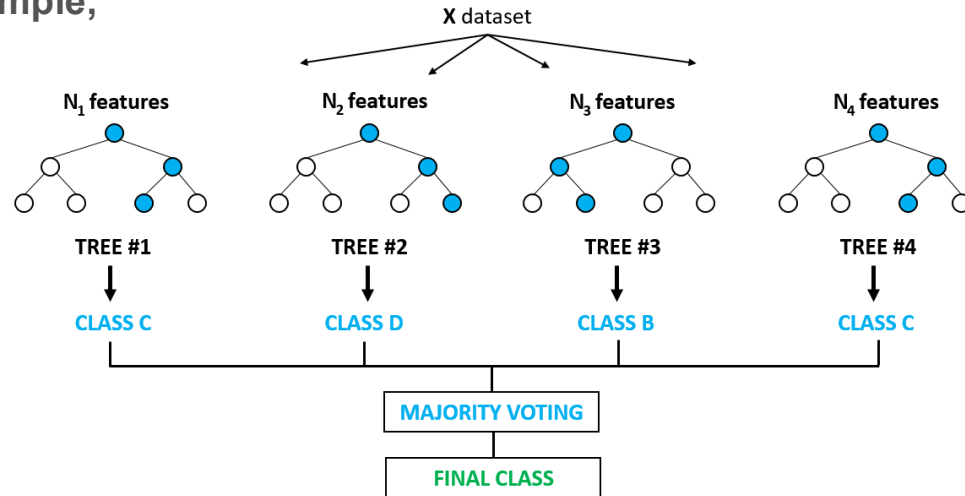 X dataset
N₁ features N₂ features N₃ features N₄ features
TREE #1 TREE #2 TREE #3 TREE #4
CLASS C CLASS D CLASS B CLASS C
MAJORITY VOTING
FINAL CLASS